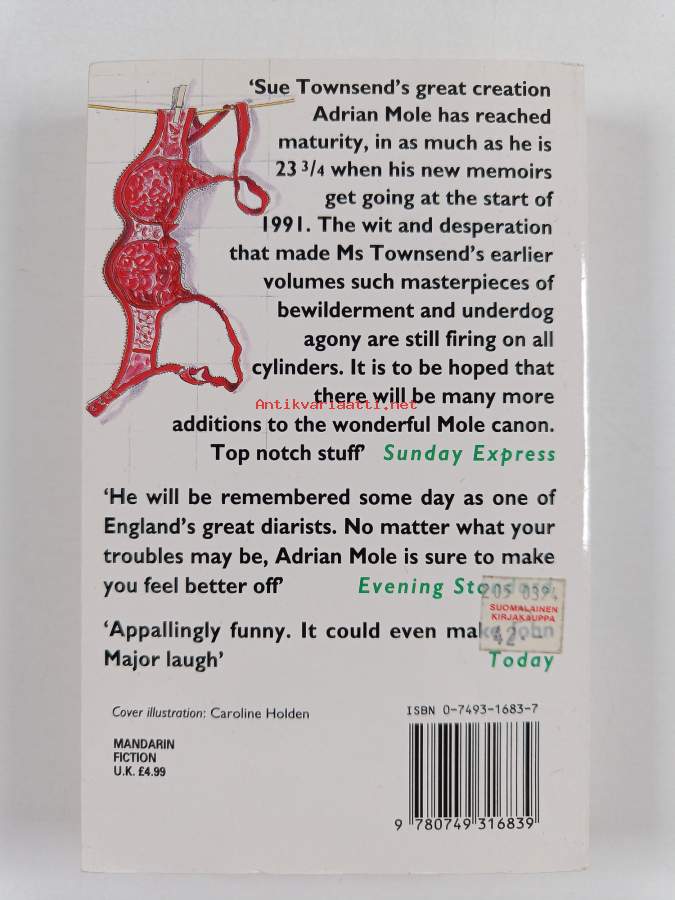 'Sue Townsend's great creation
Adrian Mole has reached
maturity, in as much as he is
23 3/4 when his new memoirs
get going at the start of
1991. The wit and desperation
that made Ms Townsend's earlier
volumes such masterpieces of
bewilderment and underdog
agony are still firing on all
cylinders. It is to be hoped that
there will be many more
Antikvariaatti.net
additions to the wonderful Mole canon.
Top notch stuff' Sunday Express
'He will be remembered some day as one of
England's great diarists. No matter what your
troubles may be, Adrian Mole is sure to make
you feel better off' Evening Standard
205 0394
SUOMALAINEN
KIRJAKAUPPA
42.-
'Appallingly funny. It could even make John
Major laugh' Today
Cover illustration: Caroline Holden
ISBN 0-7493-1683-7
MANDARIN
FICTION
U.K. £4.99
9 780749 316839